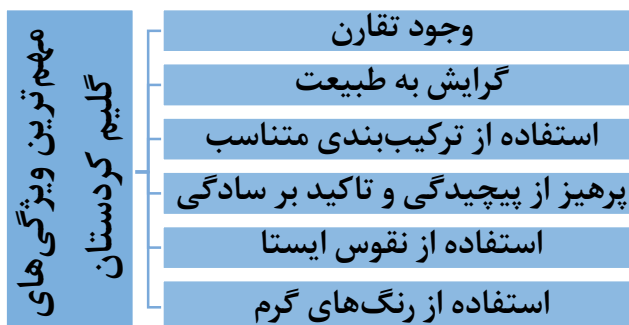 مهم‌ترین ویژگی‌های
گلیم کردستان
وجود تقارن
گرایش به طبیعت
استفاده از ترکیب‌بندی متناسب
پرهیز از پیچیدگی و تاکید بر سادگی
استفاده از نقوس ایستا
استفاده از رنگ‌های گرم